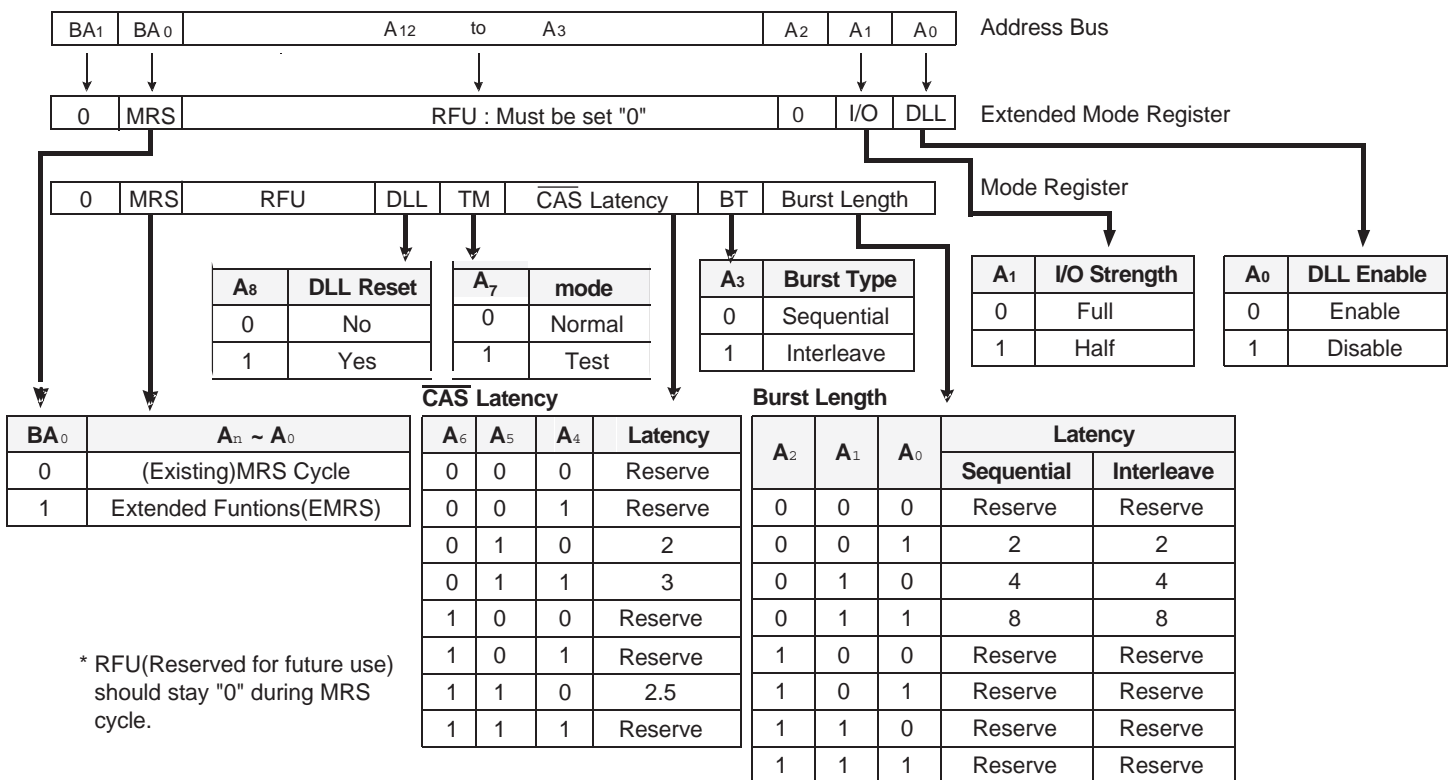 BA1 BA0 A12 to A3 A2 A1 A0 Address Bus
0 MRS RFU : Must be set "0" 0 I/O DLL Extended Mode Register
Mode Register
0 MRS RFU DLL TM CAS Latency BT Burst Length
A8 DLL Reset
0 No
1 Yes
A7 mode
0 Normal
1 Test
A3 Burst Type
0 Sequential
1 Interleave
A1 I/O Strength
0 Full
1 Half
A0 DLL Enable
0 Enable
1 Disable
BA0 An ~ A0
0 (Existing)MRS Cycle
1 Extended Funtions(EMRS)
CAS Latency
A6 A5 A4 Latency
0 0 0 Reserve
0 0 1 Reserve
0 1 0 2
0 1 1 3
1 0 0 Reserve
1 0 1 Reserve
1 1 0 2.5
1 1 1 Reserve
Burst Length
A2 A1 A0 Latency
Sequential Interleave
0 0 0 Reserve Reserve
0 0 1 2 2
0 1 0 4 4
0 1 1 8 8
1 0 0 Reserve Reserve
1 0 1 Reserve Reserve
1 1 0 Reserve Reserve
1 1 1 Reserve Reserve
* RFU(Reserved for future use)
should stay "0" during MRS
cycle.